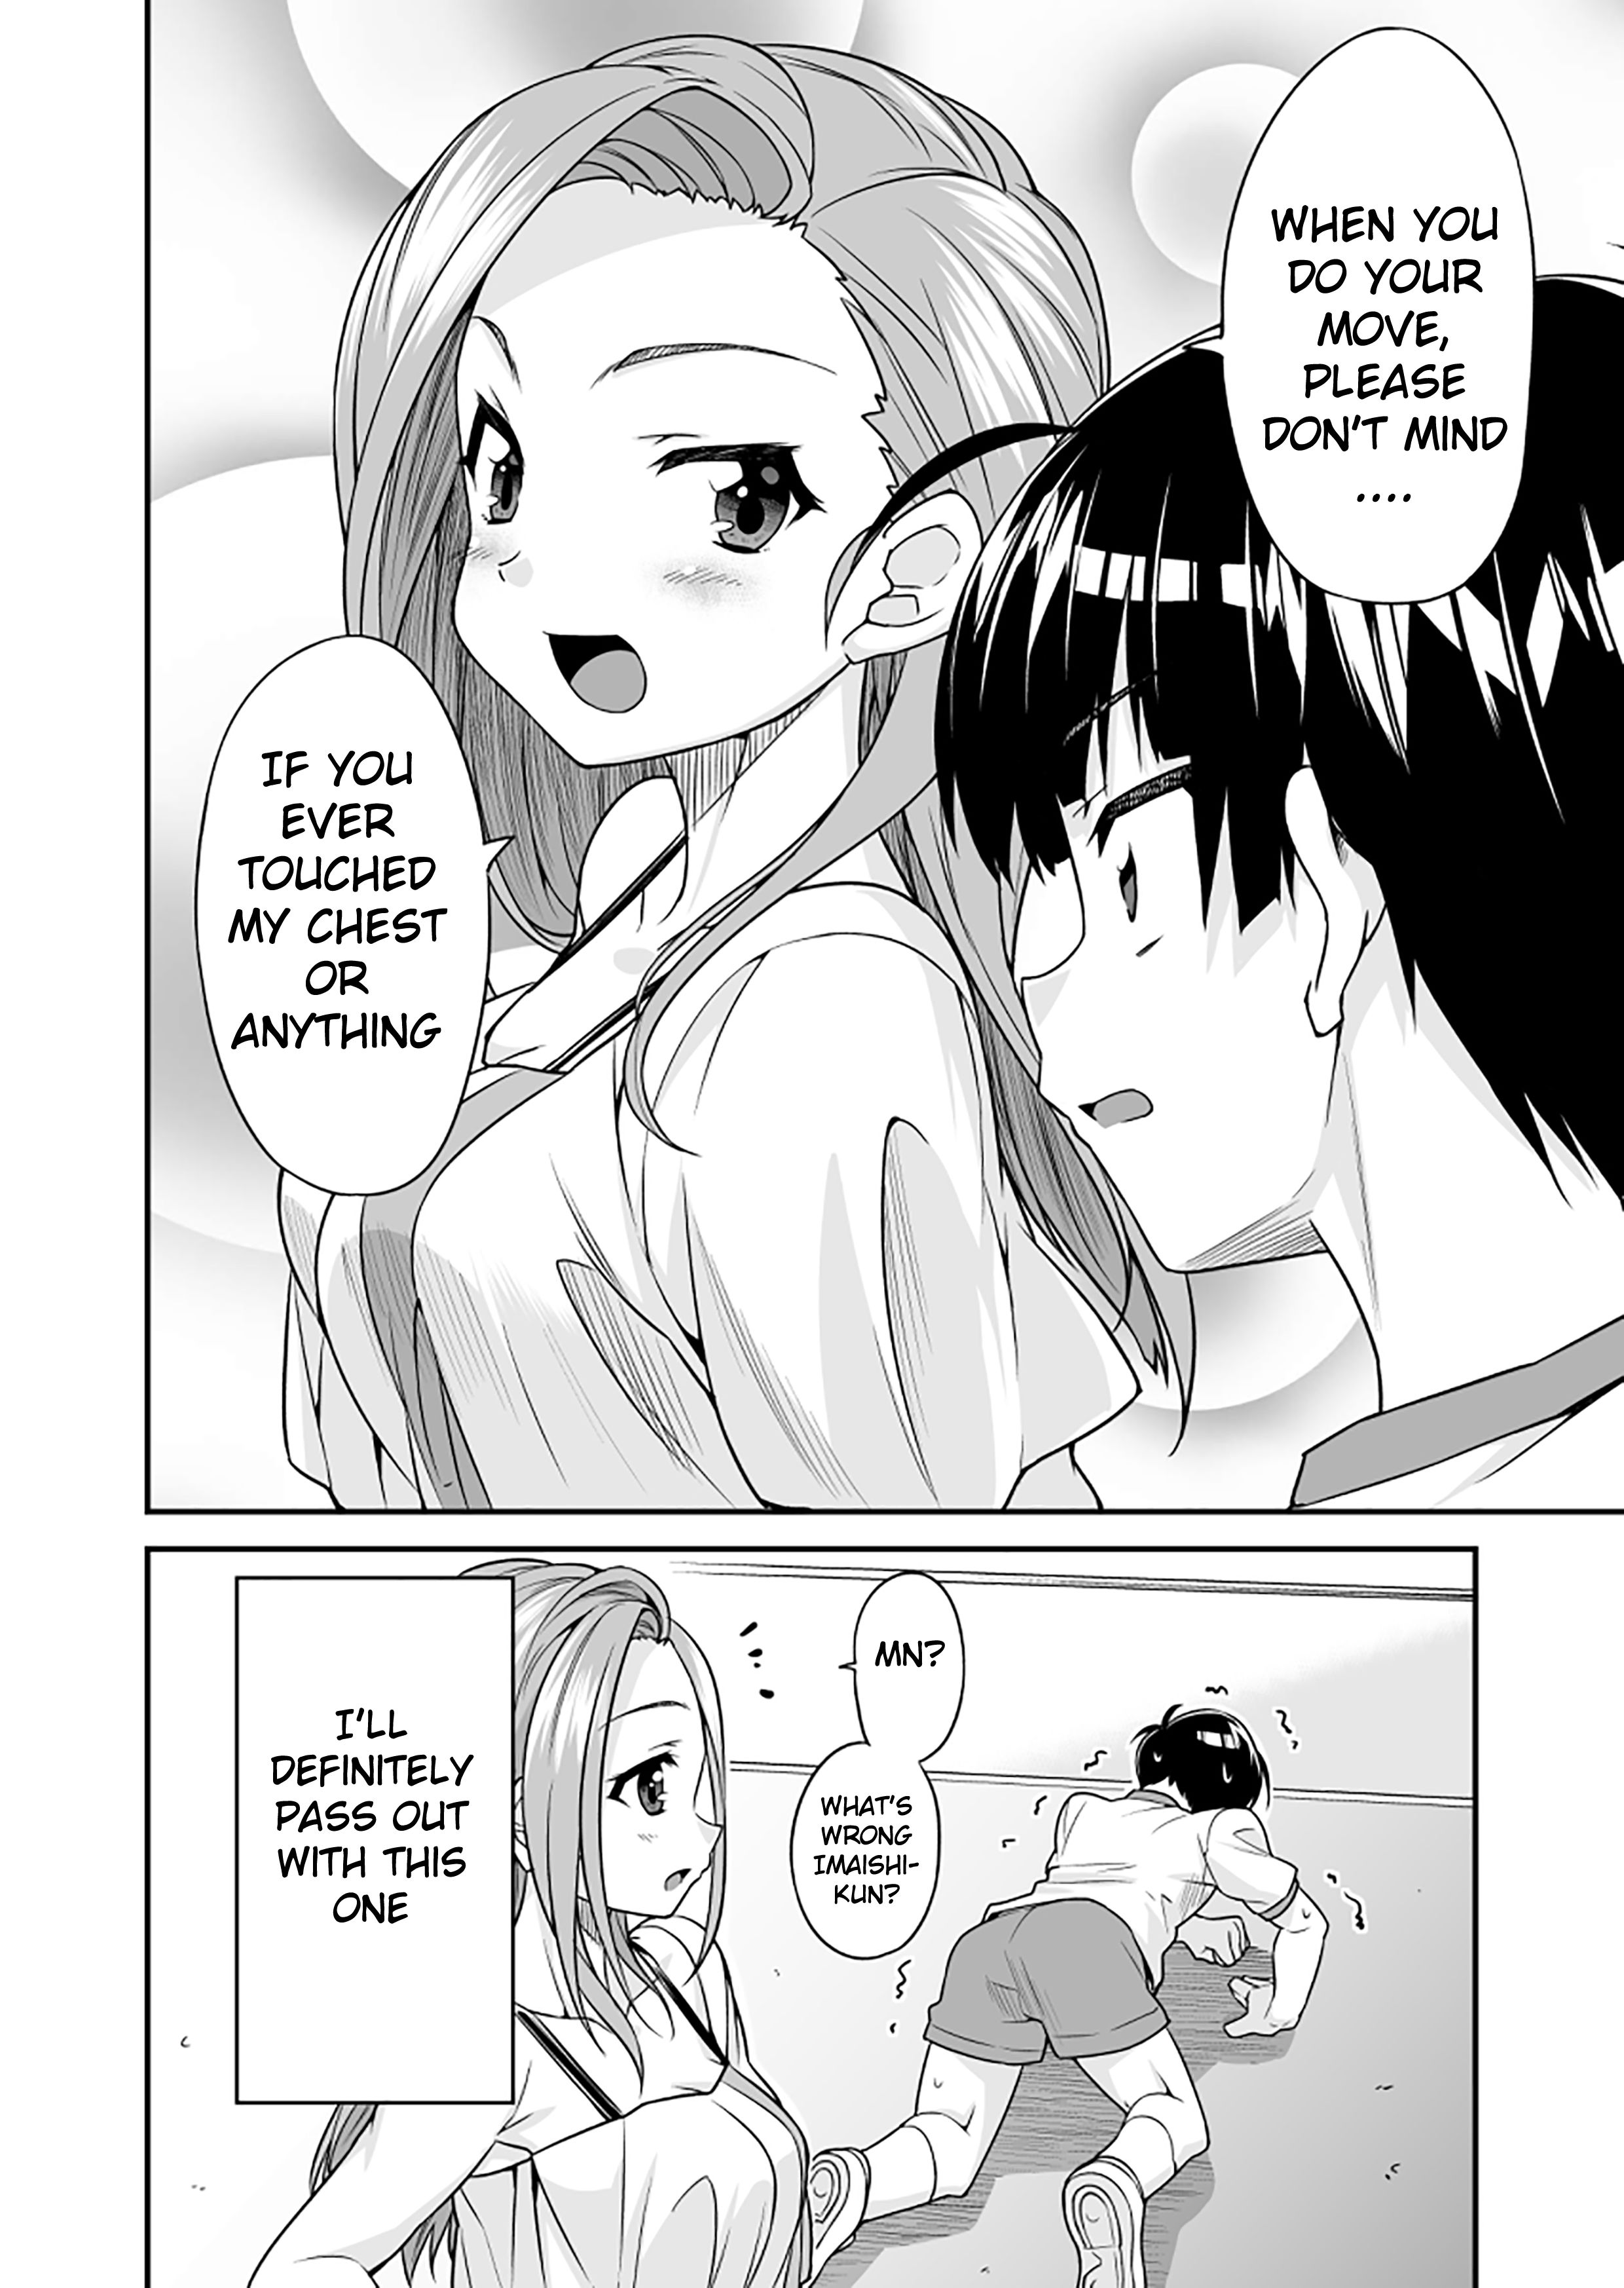 WHEN YOU
DO YOUR
MOVE,
PLEASE
DON'T MIND
....
IF YOU
EVER
TOUCHED
MY CHEST
OR
ANYTHING
MN?
WHAT'S
WRONG
IMAISHI-
KUN?
I'LL
DEFINITELY
PASS OUT
WITH THIS
ONE